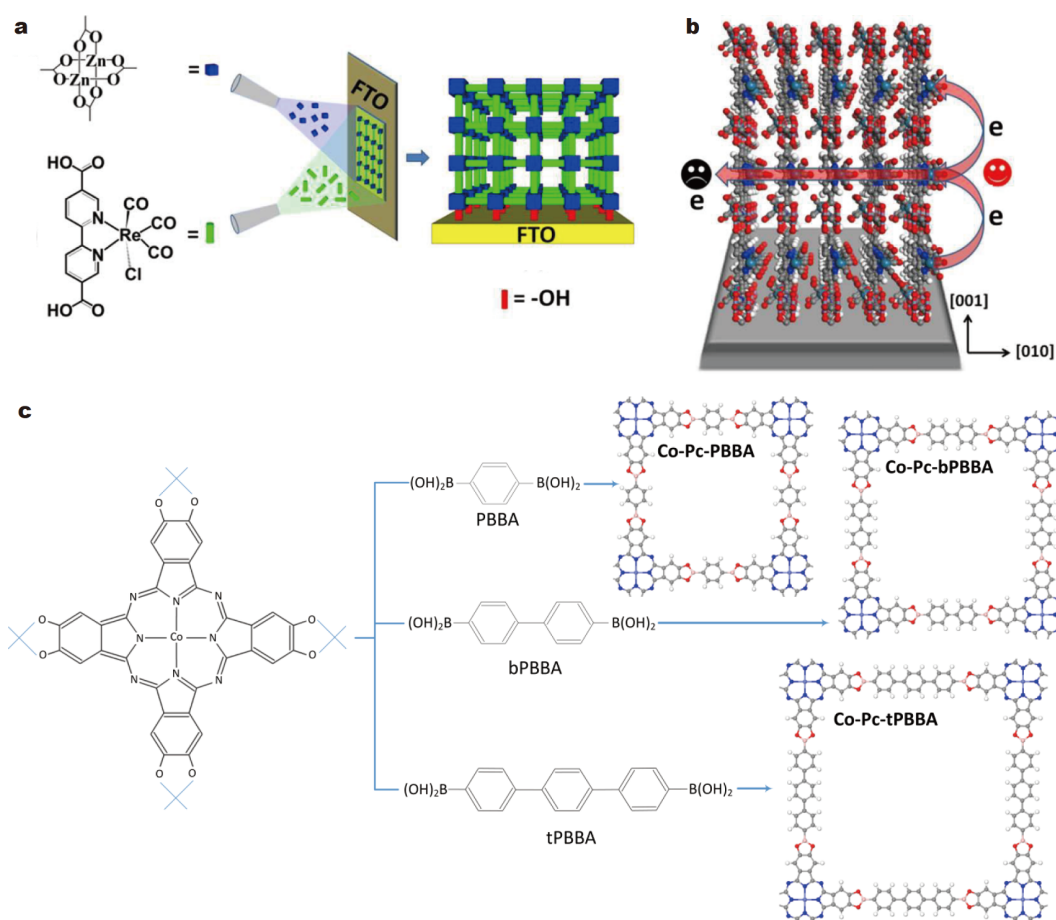 a
O
O
O
O
Zn
Zn
O
O
O
O
=
FTO
HO
O
N
N
Re
CO
CO
CO
Cl
HO
O
=
FTO
= -OH
b
e
e
e
[001]
[010]
c
O
O
O
O
O
O
O
O
N
N
N
N
N
N
N
N
Co
(OH)₂B
B(OH)₂
PBBA
Co-Pc-PBBA
(OH)₂B
B(OH)₂
bPBBA
Co-Pc-bPBBA
(OH)₂B
B(OH)₂
tPBBA
Co-Pc-tPBBA